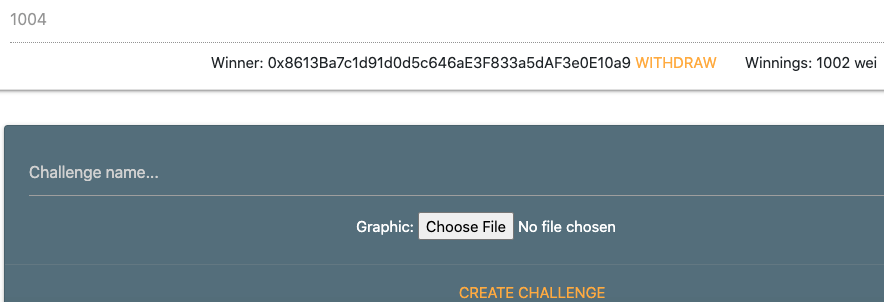 1004
Winner: 0x8613Ba7c1d91d0d5c646aE3F833a5dAF3e0E10a9 WITHDRAW Winnings: 1002 wei
Challenge name...
Graphic: Choose File No file chosen
CREATE CHALLENGE